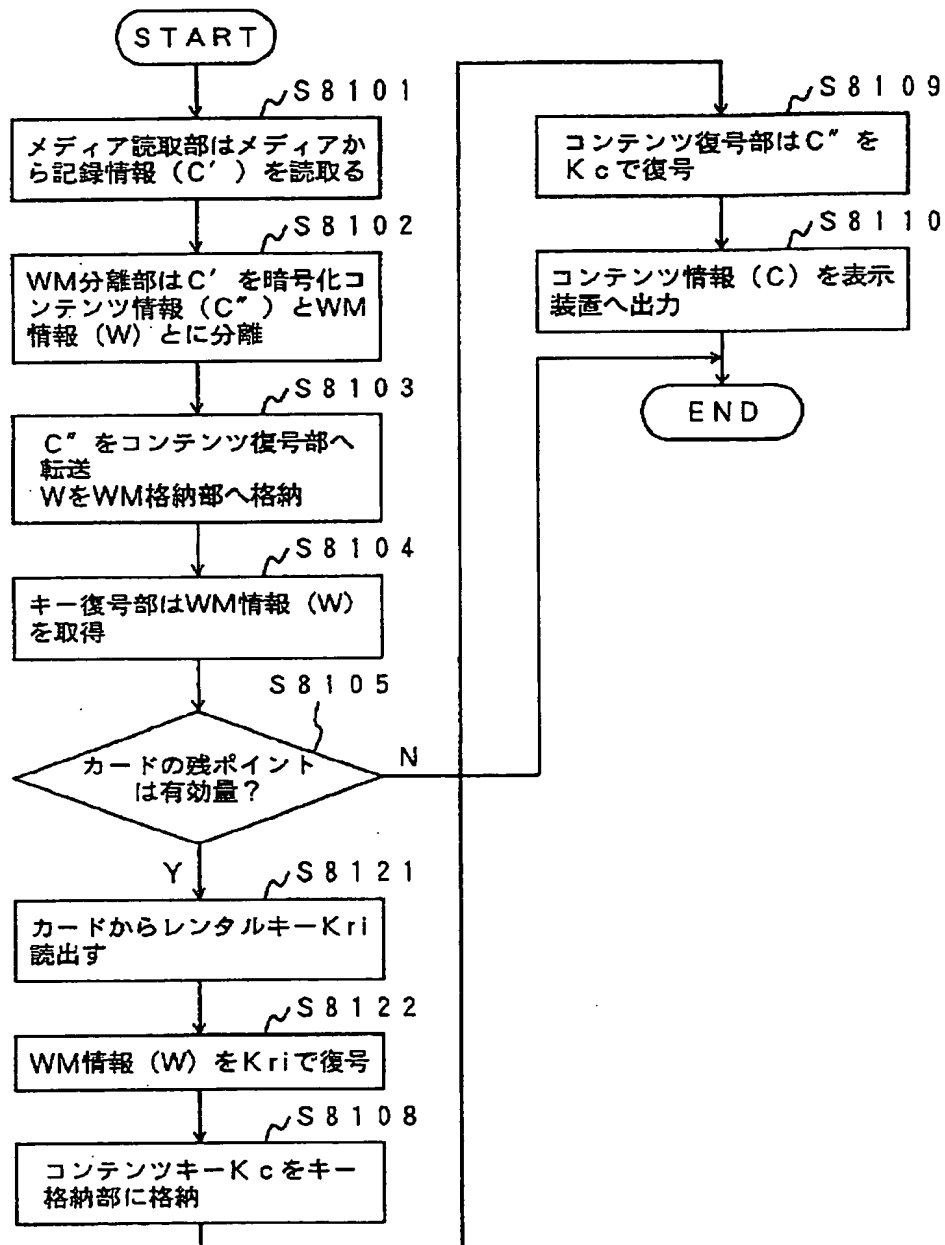 START
S8101
メディア読取部はメディアか
ら記録情報（C′）を読取る
S8102
WM分離部はC′を暗号化コ
ンテンツ情報（C″）とWM
情報（W）とに分離
S8103
C″をコンテンツ復号部へ
転送
WをWM格納部へ格納
S8104
キー復号部はWM情報（W）
を取得
S8105
カードの残ポイント
は有効量？
N
Y
S8121
カードからレンタルキーKri
読出す
S8122
WM情報（W）をKriで復号
S8108
コンテンツキーKcをキー
格納部に格納
S8109
コンテンツ復号部はC″を
Kcで復号
S8110
コンテンツ情報（C）を表示
装置へ出力
END